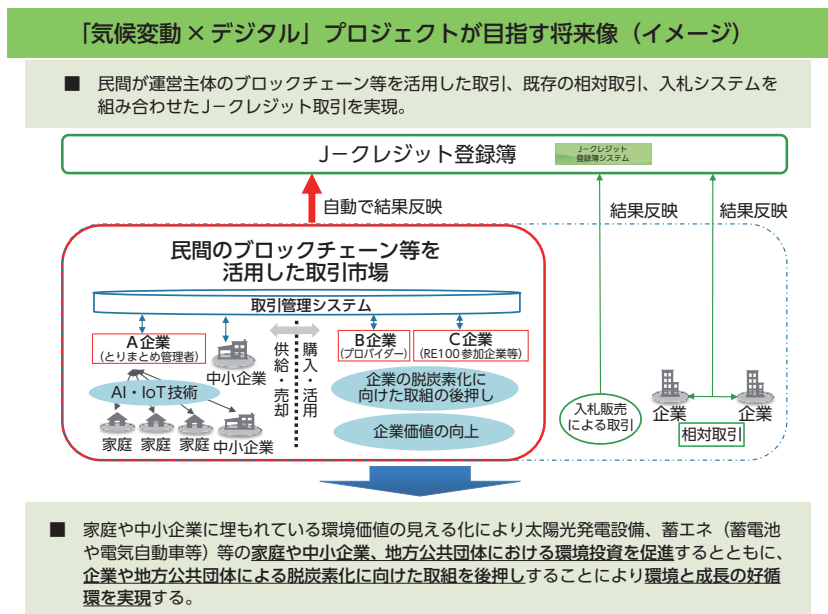 「気候変動 × デジタル」プロジェクトが目指す将来像（イメージ）
■ 民間が運営主体のブロックチェーン等を活用した取引、既存の相対取引、入札システムを
組み合わせたJークレジット取引を実現。
Jークレジット登録簿
Jークレジット
登録簿システム
自動で結果反映
結果反映
結果反映
民間のブロックチェーン等を
活用した取引市場
取引管理システム
A企業
（とりまとめ管理者）
中小企業
供給・売却
購入・活用
B企業
（プロバイダー）
C企業
（RE100参加企業等）
AI・IoT技術
家庭
家庭
家庭
中小企業
企業の脱炭素化に
向けた取組の後押し
企業価値の向上
入札販売
による取引
企業
企業
相対取引
■ 家庭や中小企業に埋もれている環境価値の見える化により太陽光発電設備、蓄エネ（蓄電池
や電気自動車等）等の家庭や中小企業、地方公共団体における環境投資を促進するとともに、
企業や地方公共団体による脱炭素化に向けた取組を後押しすることにより環境と成長の好循
環を実現する。